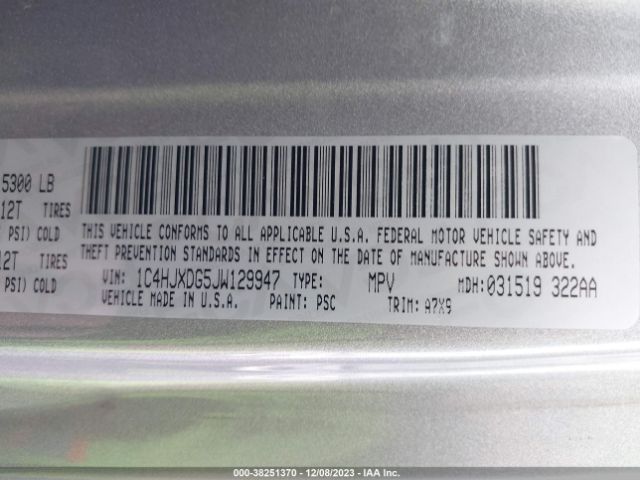 5300 LB
12T TIRES
PSI) COLD
12T TIRES
PSI) COLD
THIS VEHICLE CONFORMS TO ALL APPLICABLE U.S.A. FEDERAL MOTOR VEHICLE SAFETY AND
THEFT PREVENTION STANDARDS IN EFFECT ON THE DATE OF MANUFACTURE SHOWN ABOVE.
VIN: 1C4HJXDG5JW129947 TYPE: MPV MDH: 031519 322AA
VEHICLE MADE IN U.S.A. PAINT: PSC TRIM: A7X9
000-38251370 — 12/08/2023 — IAA Inc.